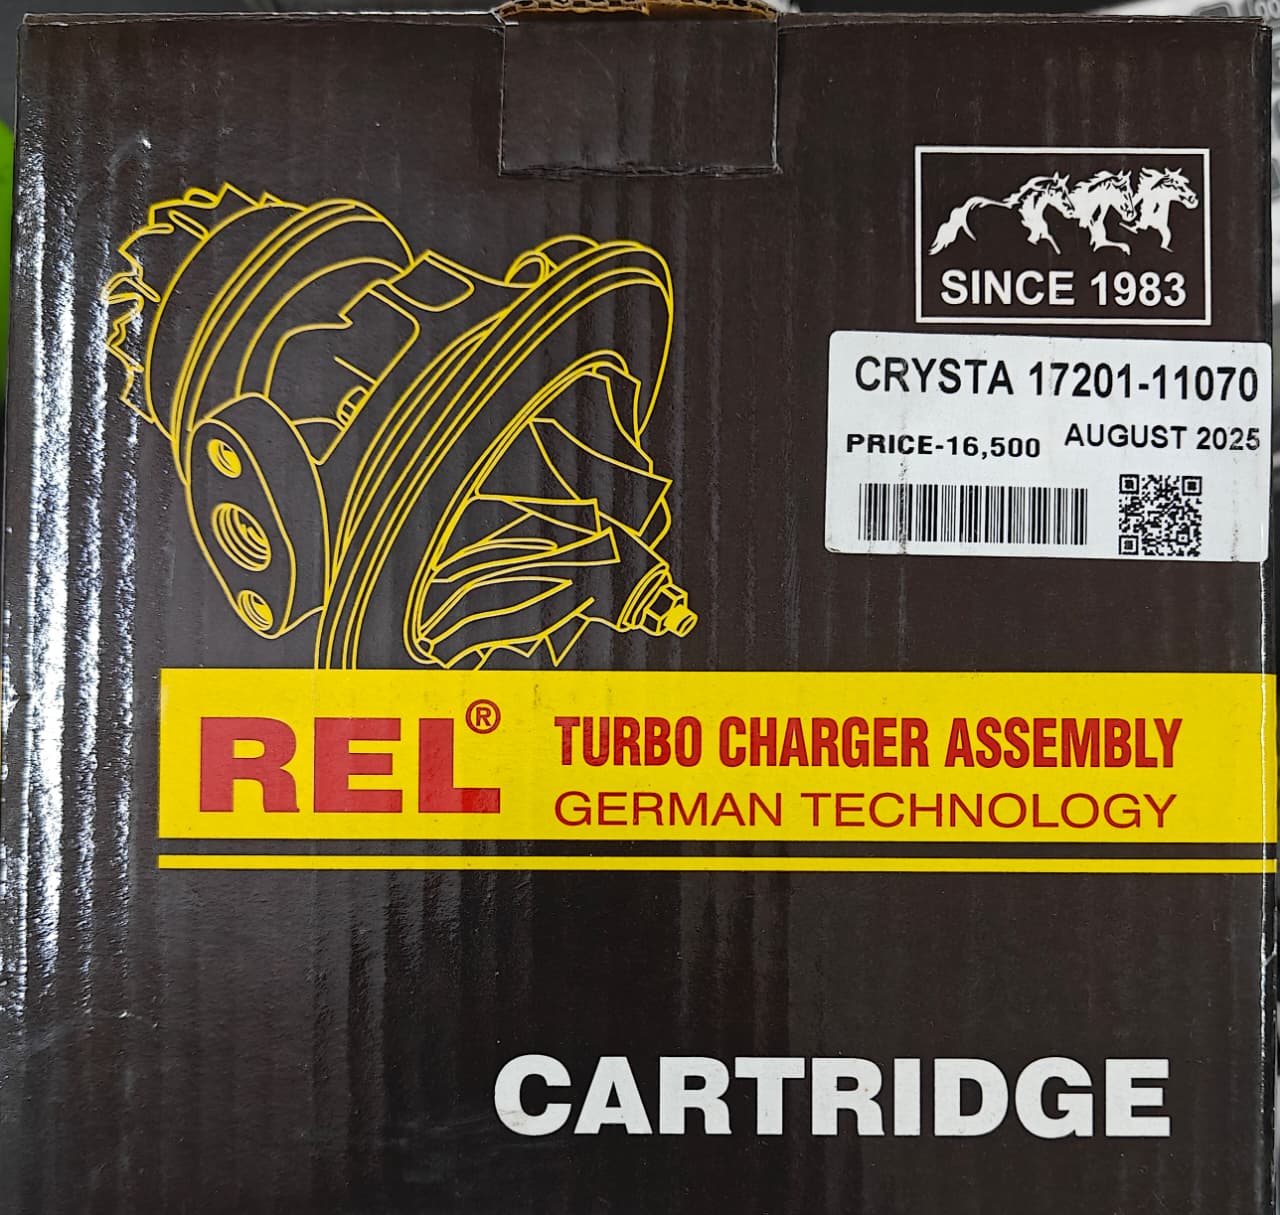 SINCE 1983
CRYSTA 17201-11070
PRICE-16,500 AUGUST 2025
REL®
TURBO CHARGER ASSEMBLY
GERMAN TECHNOLOGY
CARTRIDGE